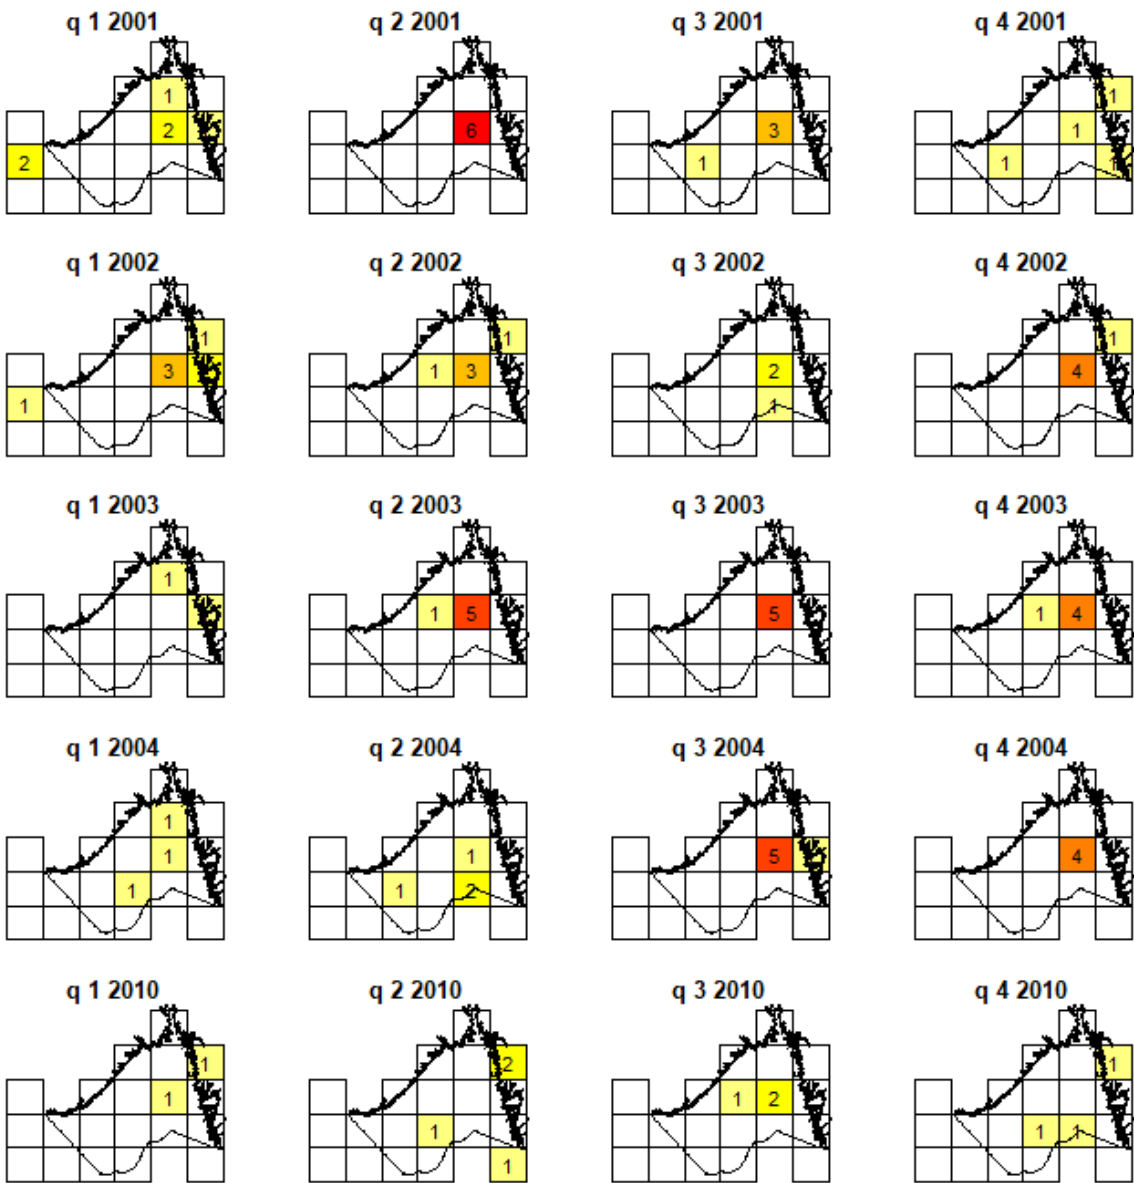 q 1 2001 q 2 2001 q 3 2001 q 4 2001
1 1
2 6 3 1
2 1 1 1
q 1 2002 q 2 2002 q 3 2002 q 4 2002
1 1 1
3 1 3 2 4
1 1
q 1 2003 q 2 2003 q 3 2003 q 4 2003
1
1 5 5 1 4
q 1 2004 q 2 2004 q 3 2004 q 4 2004
1
1 1 5 4
1 1 2
q 1 2010 q 2 2010 q 3 2010 q 4 2010
1 2 1
1 1 2
1 1 1
1